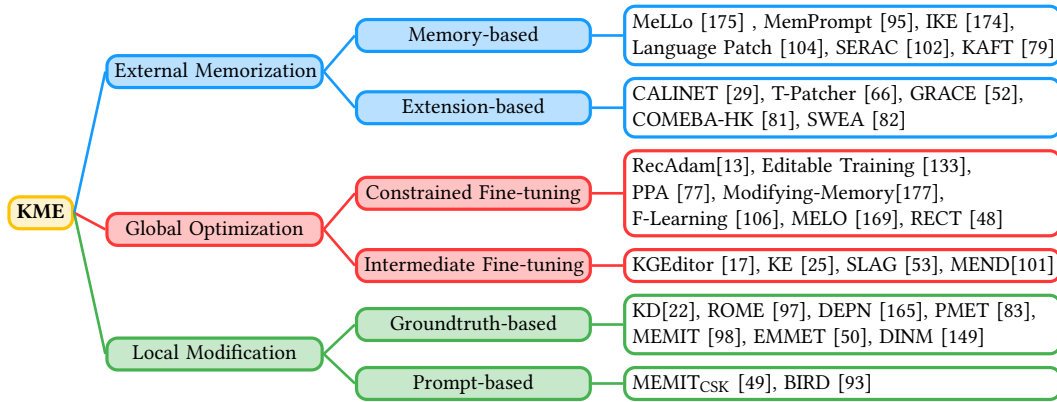 KME
External Memorization
Memory-based
MeLLo [175] , MemPrompt [95], IKE [174],
Language Patch [104], SERAC [102], KAFT [79]
Extension-based
CALINET [29], T-Patcher [66], GRACE [52],
COMEBA-HK [81], SWEA [82]
Global Optimization
Constrained Fine-tuning
RecAdam[13], Editable Training [133],
PPA [77], Modifying-Memory[177],
F-Learning [106], MELO [169], RECT [48]
Intermediate Fine-tuning
KGEditor [17], KE [25], SLAG [53], MEND[101]
Local Modification
Groundtruth-based
KD[22], ROME [97], DEPN [165], PMET [83],
MEMIT [98], EMMET [50], DINM [149]
Prompt-based
MEMITCSK [49], BIRD [93]